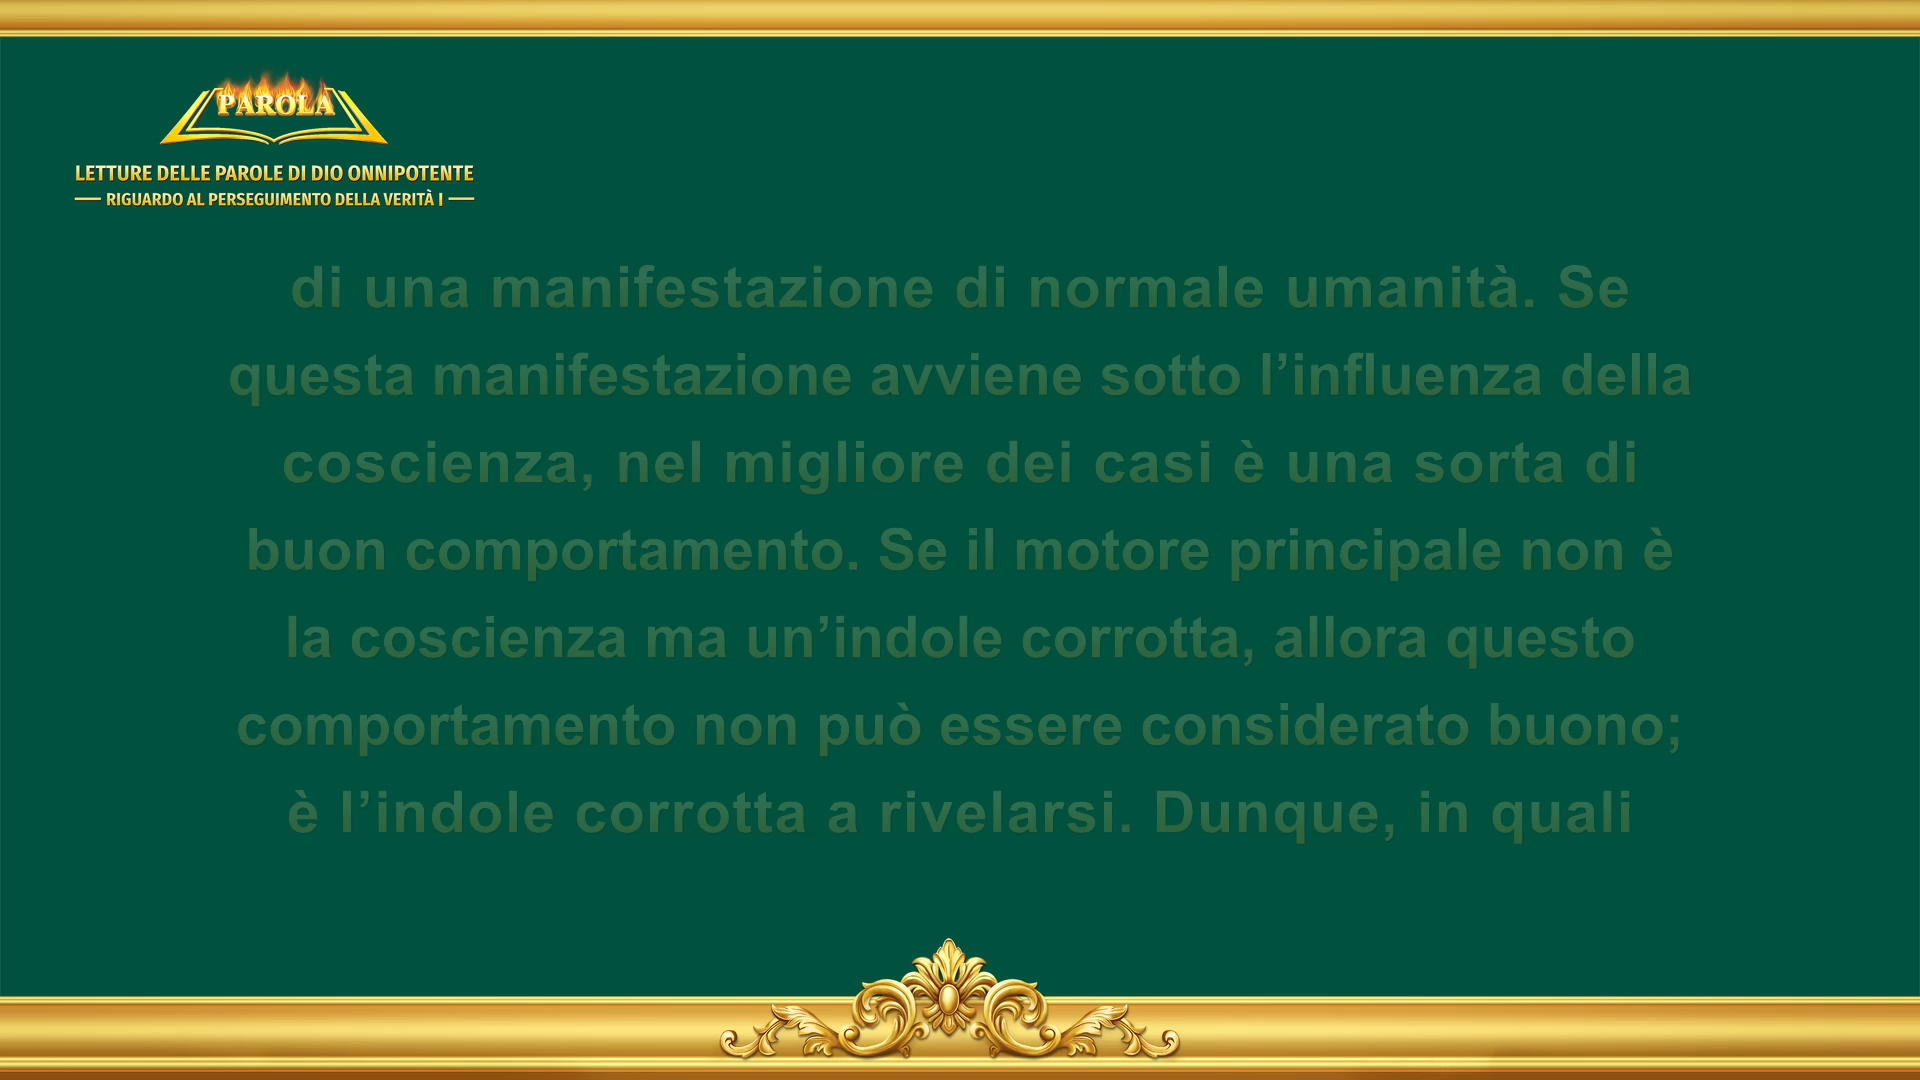 PAROLA
LETTURE DELLE PAROLE DI DIO ONNIPOTENTE
RIGUARDO AL PERSEGUIMENTO DELLA VERITÀ I
di una manifestazione di normale umanità. Se
questa manifestazione avviene sotto l’influenza della
coscienza, nel migliore dei casi è una sorta di
buon comportamento. Se il motore principale non è
la coscienza ma un’indole corrotta, allora questo
comportamento non può essere considerato buono;
è l’indole corrotta a rivelarsi. Dunque, in quali